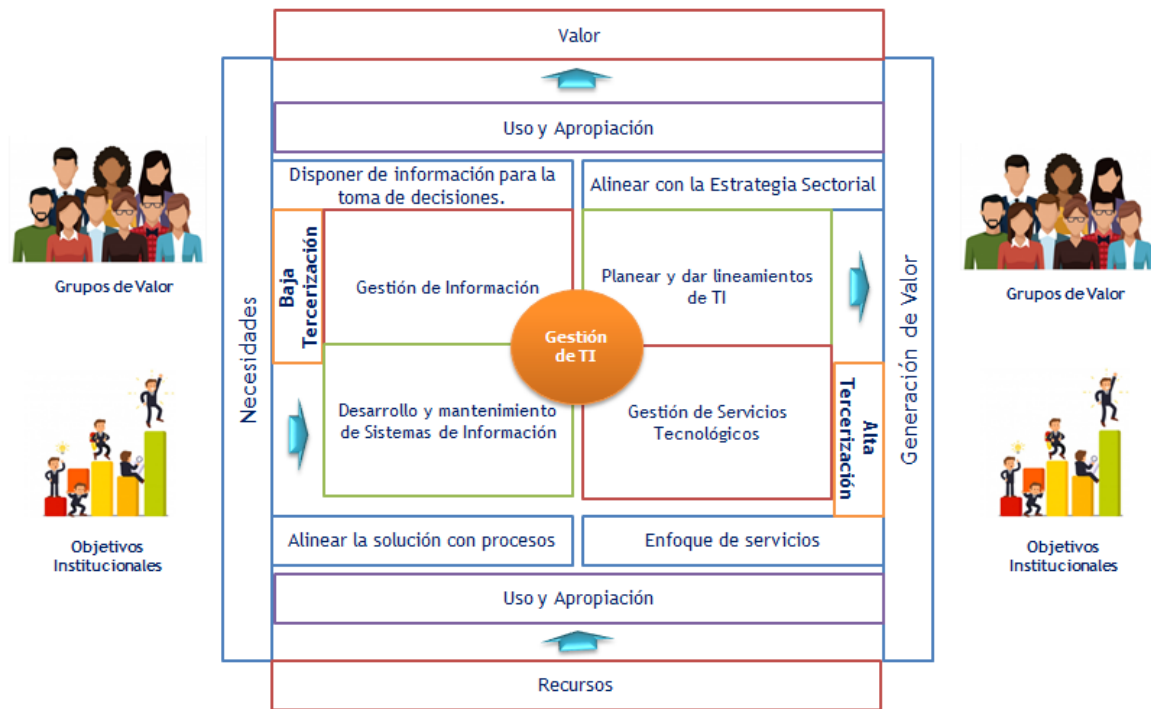 Valor
Uso y Apropiación
Disponer de información para la
toma de decisiones.
Alinear con la Estrategia Sectorial
Grupos de Valor
Necesidades
Baja
Tercerización
Gestión de Información
Planear y dar lineamientos
de TI
Gestión
de TI
Desarrollo y mantenimiento
de Sistemas de Información
Gestión de Servicios
Tecnológicos
Alta
Tercerización
Generación de Valor
Grupos de Valor
Objetivos
Institucionales
Alinear la solución con procesos
Enfoque de servicios
Objetivos
Institucionales
Uso y Apropiación
Recursos